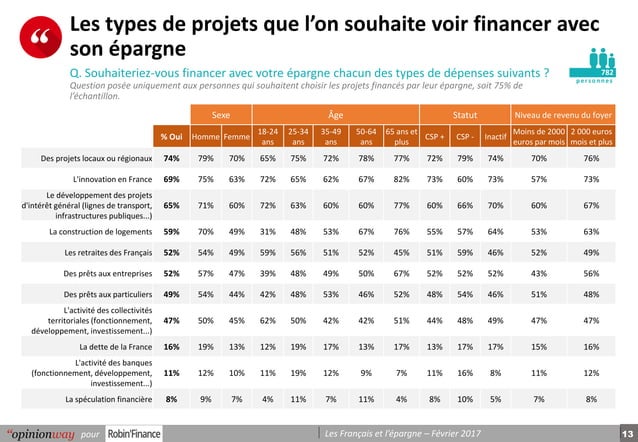 Les types de projets que l'on souhaite voir financer avec
son épargne
Q. Souhaiteriez-vous financer avec votre épargne chacun des types de dépenses suivants ?
782
personnes
Question posée uniquement aux personnes qui souhaitent choisir les projets financés par leur épargne, soit 75% de
l'échantillon.
Sexe Âge Statut Niveau de revenu du foyer
% Oui Homme Femme 18-24 ans 25-34 ans 35-49 ans 50-64 ans 65 ans et plus CSP + CSP - Inactif Moins de 2000 euros par mois 2 000 euros mois et plus
Des projets locaux ou régionaux 74% 79% 70% 65% 75% 72% 78% 77% 72% 79% 74% 70% 76%
L'innovation en France 69% 75% 63% 72% 65% 62% 67% 82% 73% 60% 73% 57% 73%
Le développement des projets
d'intérêt général (lignes de transport,
infrastructures publiques...) 65% 71% 60% 72% 63% 60% 60% 77% 60% 66% 70% 60% 67%
La construction de logements 59% 70% 49% 31% 48% 53% 67% 76% 55% 57% 64% 53% 63%
Les retraites des Français 52% 54% 49% 59% 56% 51% 52% 45% 51% 59% 46% 52% 49%
Des prêts aux entreprises 52% 57% 47% 39% 48% 49% 50% 67% 52% 52% 52% 43% 56%
Des prêts aux particuliers 49% 54% 44% 42% 48% 53% 46% 52% 48% 54% 46% 51% 48%
L'activité des collectivités
territoriales (fonctionnement,
développement, investissement...) 47% 50% 45% 62% 50% 42% 42% 51% 44% 48% 49% 47% 47%
La dette de la France 16% 19% 13% 12% 19% 17% 13% 17% 13% 17% 17% 15% 16%
L'activité des banques
(fonctionnement, développement,
investissement...) 11% 12% 10% 11% 19% 12% 9% 7% 11% 16% 8% 11% 12%
La spéculation financière 8% 9% 7% 4% 11% 7% 11% 4% 8% 10% 5% 7% 8%
“opinionway pour Robin'Finance Les Français et l'épargne – Février 2017 13